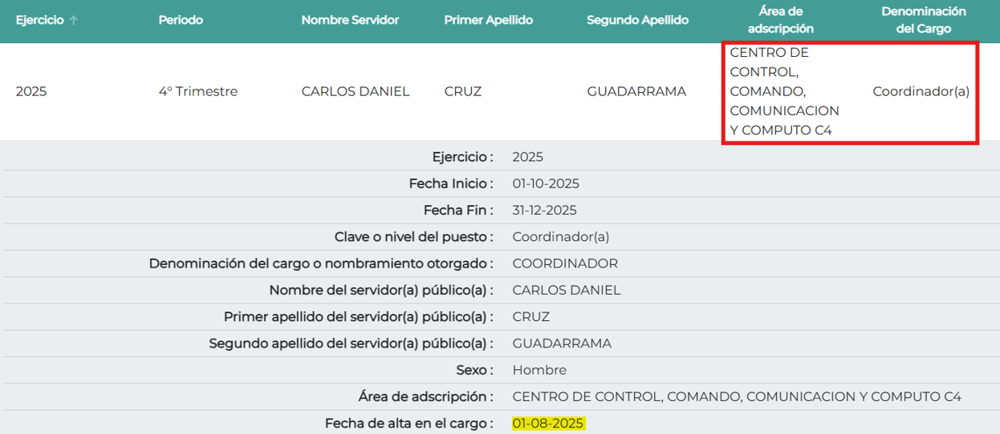 Ejercicio ↑ Periodo Nombre Servidor Primer Apellido Segundo Apellido Área de adscripción Denominación del Cargo
2025 4° Trimestre CARLOS DANIEL CRUZ GUADARRAMA CENTRO DE CONTROL, COMANDO, COMUNICACION Y COMPUTO C4 Coordinador(a)
Ejercicio : 2025
Fecha Inicio : 01-10-2025
Fecha Fin : 31-12-2025
Clave o nivel del puesto : Coordinador(a)
Denominación del cargo o nombramiento otorgado : COORDINADOR
Nombre del servidor(a) público(a) : CARLOS DANIEL
Primer apellido del servidor(a) público(a) : CRUZ
Segundo apellido del servidor(a) público(a) : GUADARRAMA
Sexo : Hombre
Área de adscripción : CENTRO DE CONTROL, COMANDO, COMUNICACION Y COMPUTO C4
Fecha de alta en el cargo : 01-08-2025